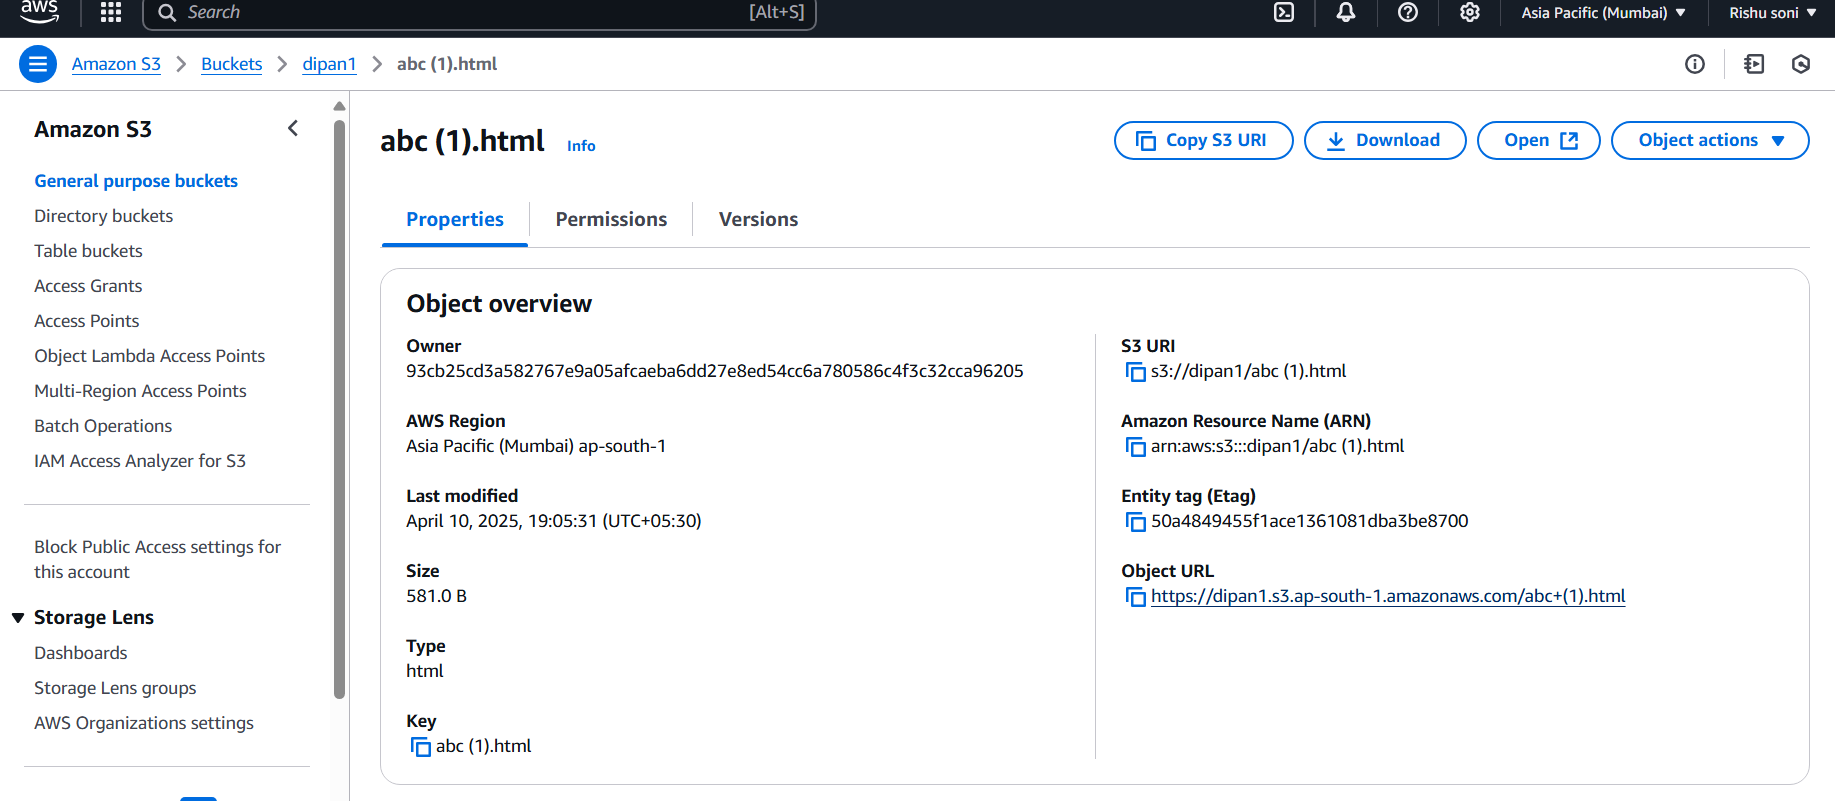 aws
Search [Alt+S]
Asia Pacific (Mumbai)
Rishu soni
Amazon S3 > Buckets > dipan1 > abc (1).html
Amazon S3
General purpose buckets
Directory buckets
Table buckets
Access Grants
Access Points
Object Lambda Access Points
Multi-Region Access Points
Batch Operations
IAM Access Analyzer for S3
Block Public Access settings for
this account
Storage Lens
Dashboards
Storage Lens groups
AWS Organizations settings
abc (1).html Info
Copy S3 URI
Download
Open
Object actions
Properties
Permissions
Versions
Object overview
Owner
93cb25cd3a582767e9a05afcaeba6dd27e8ed54cc6a780586c4f3c32cca96205
AWS Region
Asia Pacific (Mumbai) ap-south-1
Last modified
April 10, 2025, 19:05:31 (UTC+05:30)
Size
581.0 B
Type
html
Key
abc (1).html
S3 URI
s3://dipan1/abc (1).html
Amazon Resource Name (ARN)
arn:aws:s3:::dipan1/abc (1).html
Entity tag (Etag)
50a4849455f1ace1361081dba3be8700
Object URL
https://dipan1.s3.ap-south-1.amazonaws.com/abc+(1).html